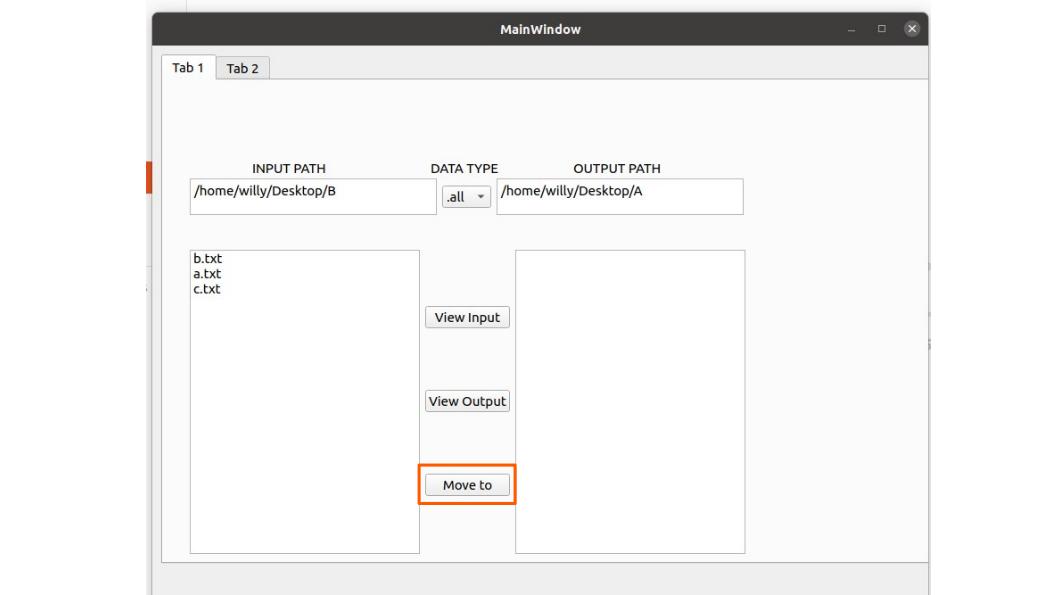 MainWindow
Tab 1
Tab 2
INPUT PATH
DATA TYPE
OUTPUT PATH
/home/willy/Desktop/B
.all
/home/willy/Desktop/A
b.txt
a.txt
c.txt
View Input
View Output
Move to